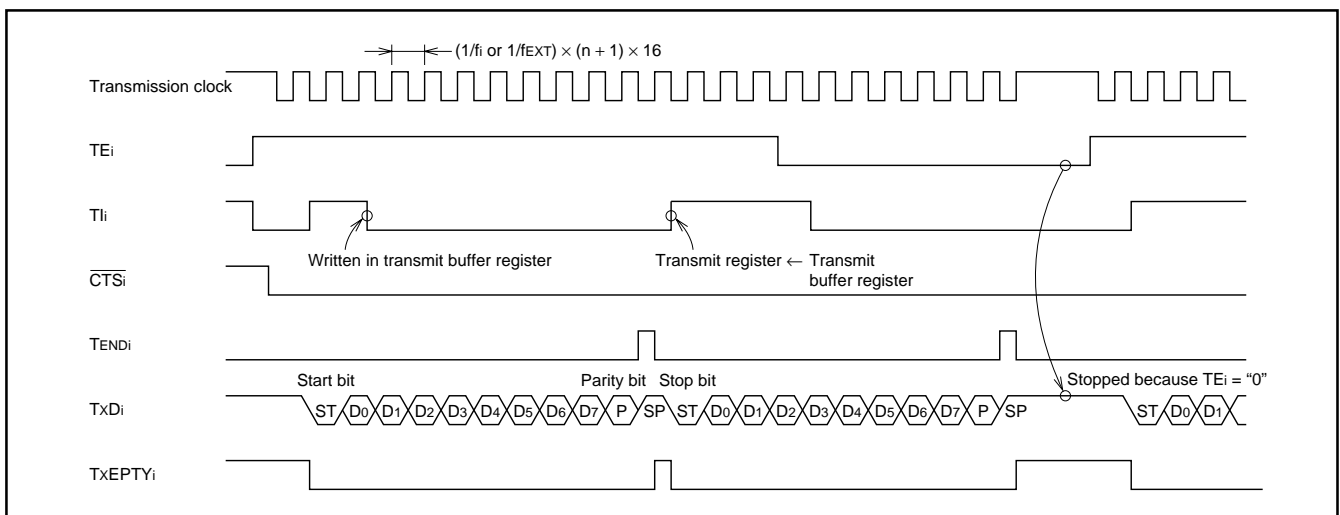 (1/fi or 1/fEXT) × (n + 1) × 16
Transmission clock
TEi
TIi
Written in transmit buffer register
Transmit register ← Transmit
buffer register
CTSi
TENDi
Start bit
Parity bit
Stop bit
Stopped because TEi = “0”
TXDi
ST D0 D1 D2 D3 D4 D5 D6 D7 P SP ST D0 D1 D2 D3 D4 D5 D6 D7 P SP ST D0 D1
TXEPTYi